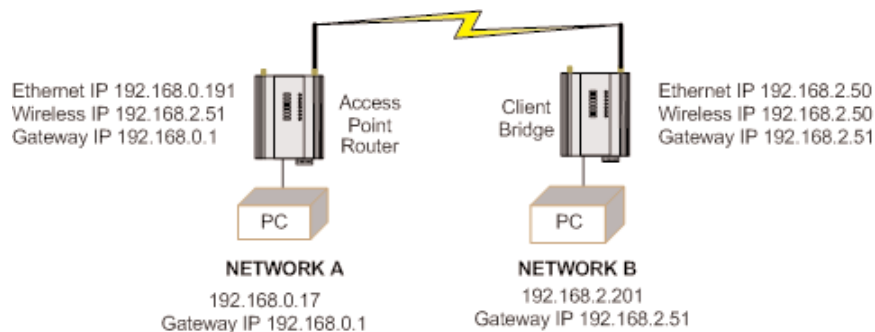 Ethernet IP 192.168.0.191
Wireless IP 192.168.2.51
Gateway IP 192.168.0.1
Access
Point
Router
Client
Bridge
Ethernet IP 192.168.2.50
Wireless IP 192.168.2.50
Gateway IP 192.168.2.51
PC
PC
NETWORK A
192.168.0.17
Gateway IP 192.168.0.1
NETWORK B
192.168.2.201
Gateway IP 192.168.2.51